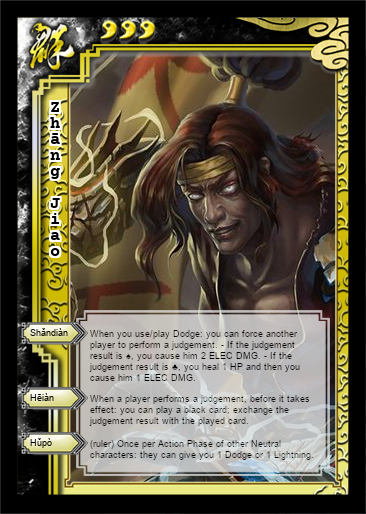 群
Zhāng Jiao
Shǎndiàn
When you use/play Dodge: you can force another
player to perform a judgement. - If the judgement
result is ♠, you cause him 2 ELEC DMG. - If the
judgement result is ♣, you heal 1 HP and then you
cause him 1 ELEC DMG.
Hēiàn
When a player performs a judgement, before it takes
effect: you can play a black card; exchange the
judgement result with the played card.
Hǔpò
(ruler) Once per Action Phase of other Neutral
characters: they can give you 1 Dodge or 1 Lightning.